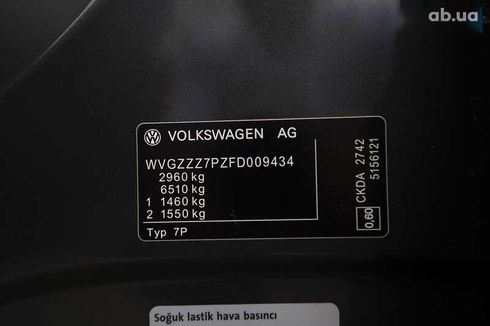 ab.ua
VOLKSWAGEN AG
WVGZZZ7PZFD009434
2960 kg
6510 kg
1 1460 kg
2 1550 kg
Typ 7P
CKDA 2742
5156121
0,60
Soğuk lastik hava basıncı